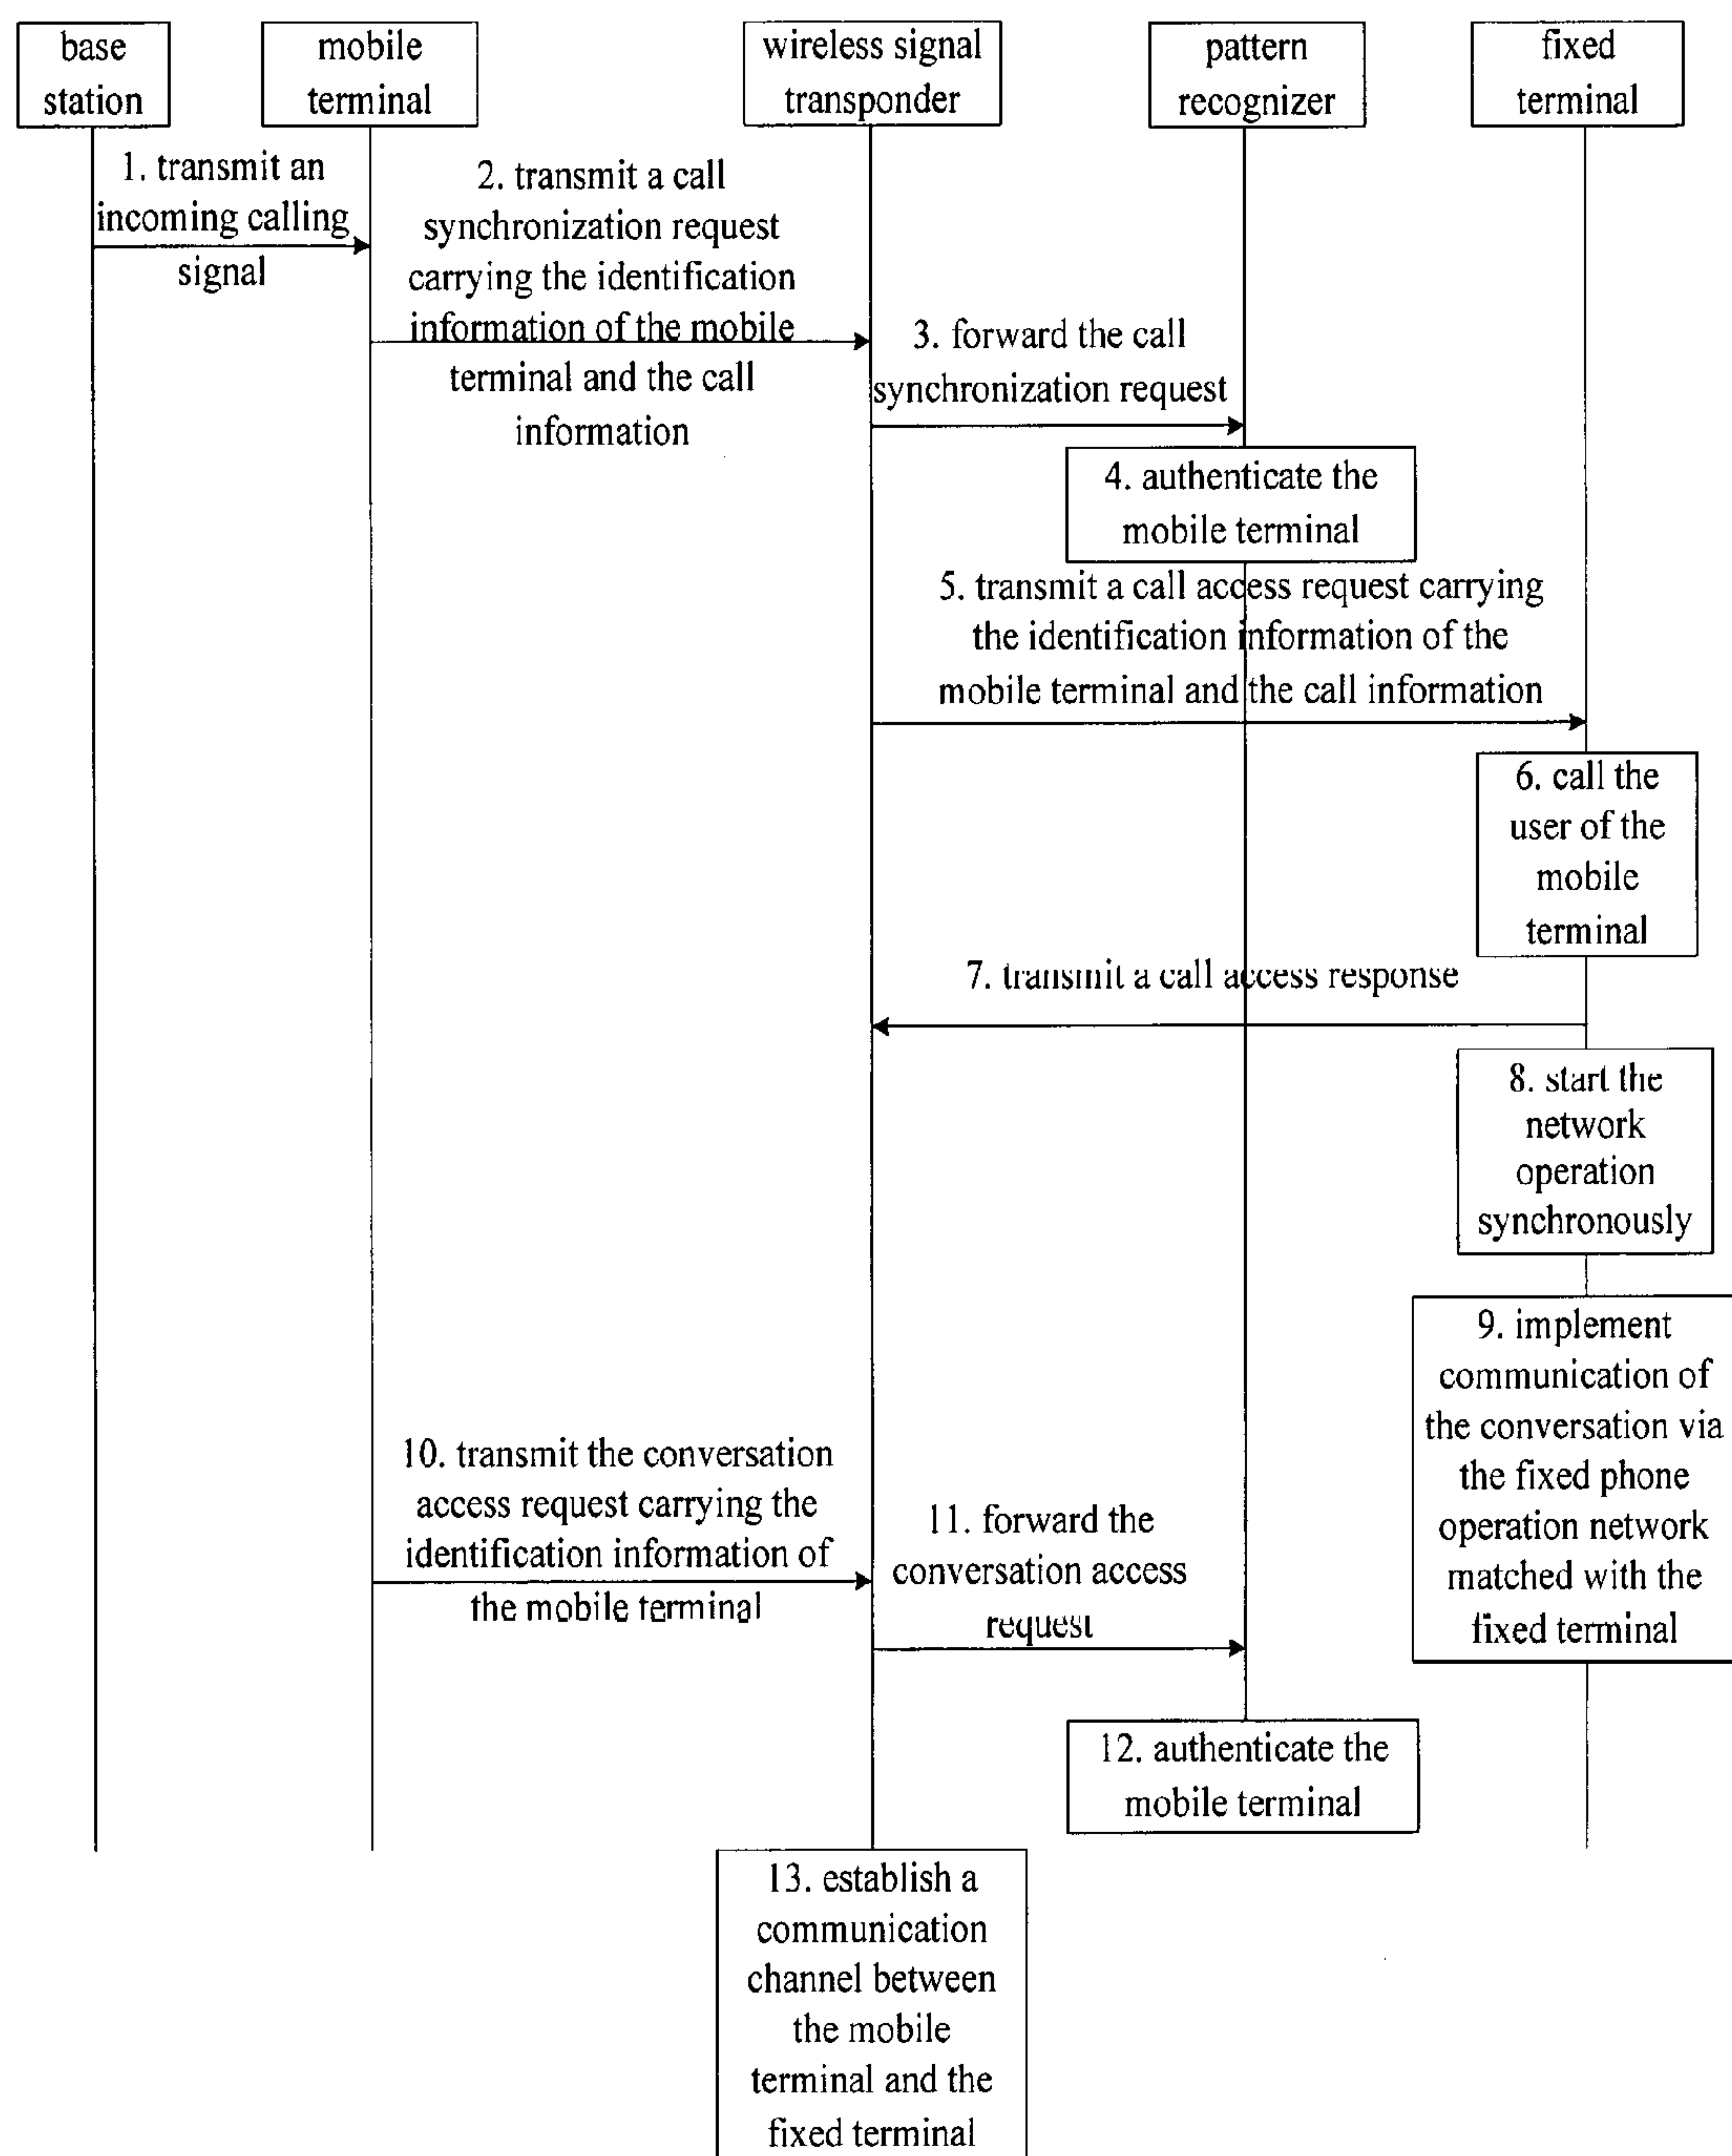 base
station
mobile
terminal
wireless signal
transponder
pattern
recognizer
fixed
terminal
1. transmit an
incoming calling
signal
2. transmit a call
synchronization request
carrying the identification
information of the mobile
terminal and the call
information
3. forward the call
synchronization request
4. authenticate the
mobile terminal
5. transmit a call access request carrying
the identification information of the
mobile terminal and the call information
6. call the
user of the
mobile
terminal
7. transmit a call access response
8. start the
network
operation
synchronously
9. implement
communication of
the conversation via
the fixed phone
operation network
matched with the
fixed terminal
10. transmit the conversation
access request carrying the
identification information of
the mobile terminal
11. forward the
conversation access
request
12. authenticate the
mobile terminal
13. establish a
communication
channel between
the mobile
terminal and the
fixed terminal